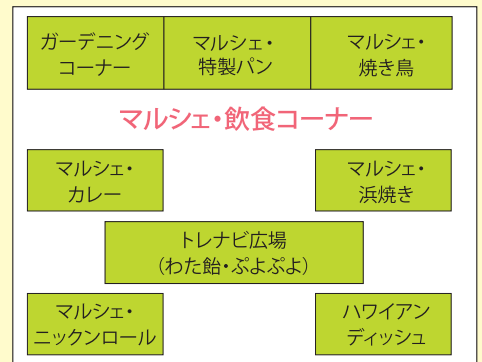 ガーデニング
コーナー
マルシェ・
特製パン
マルシェ・
焼き鳥
マルシェ・飲食コーナー
マルシェ・
カレー
マルシェ・
浜焼き
トレナビ広場
（わた飴・ぷよぷよ）
マルシェ・
ニックンロール
ハワイアン
ディッシュ